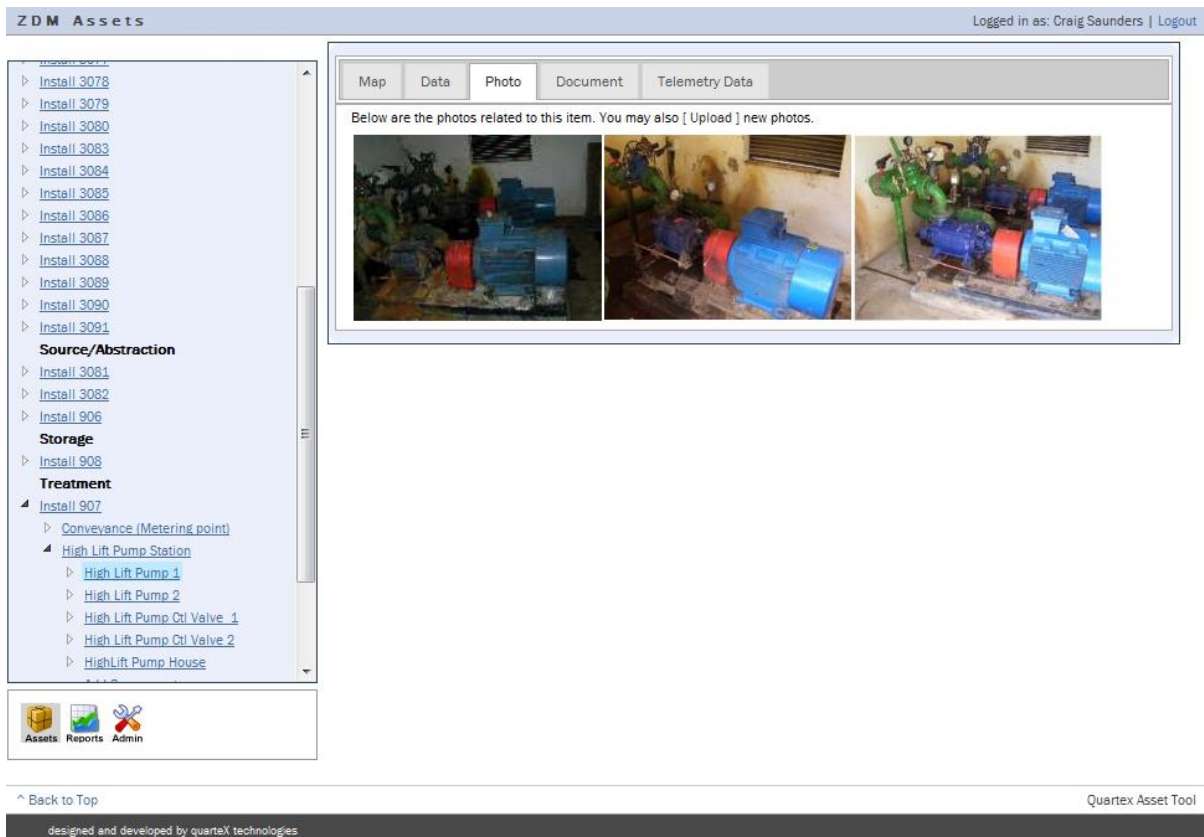 ZDM Assets
Logged in as: Craig Saunders | Logout
Install 3078
Install 3079
Install 3080
Install 3083
Install 3084
Install 3085
Install 3086
Install 3087
Install 3088
Install 3089
Install 3090
Install 3091
Source/Abstraction
Install 3081
Install 3082
Install 906
Storage
Install 908
Treatment
Install 907
Conveyance (Metering point)
High Lift Pump Station
High Lift Pump 1
High Lift Pump 2
High Lift Pump Ctl Valve 1
High Lift Pump Ctl Valve 2
HighLift Pump House
Map Data Photo Document Telemetry Data
Below are the photos related to this item. You may also [ Upload ] new photos.
Assets Reports Admin
^ Back to Top
Quartex Asset Tool
designed and developed by quarteX technologies